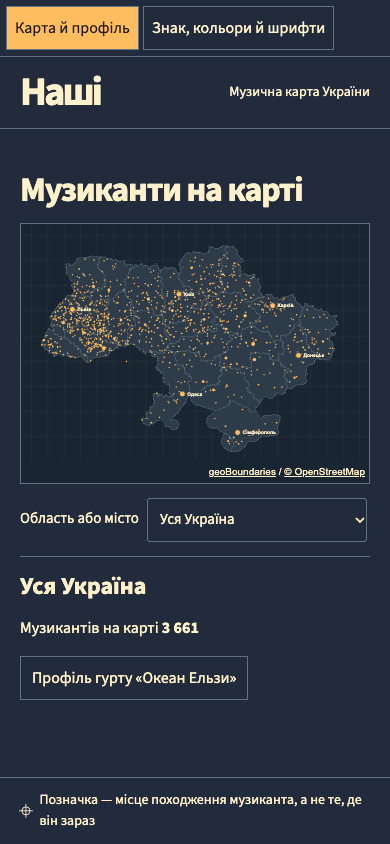 Карта й профіль
Знак, кольори й шрифти
Наші
Музична карта України
Музиканти на карті
Київ
Харків
Львів
Донецьк
Одеса
Сімферополь
geoBoundaries / © OpenStreetMap
Область або місто
Уся Україна
Уся Україна
Музикантів на карті 3 661
Профіль гурту «Океан Ельзи»
Позначка — місце походження музиканта, а не те, де
він зараз